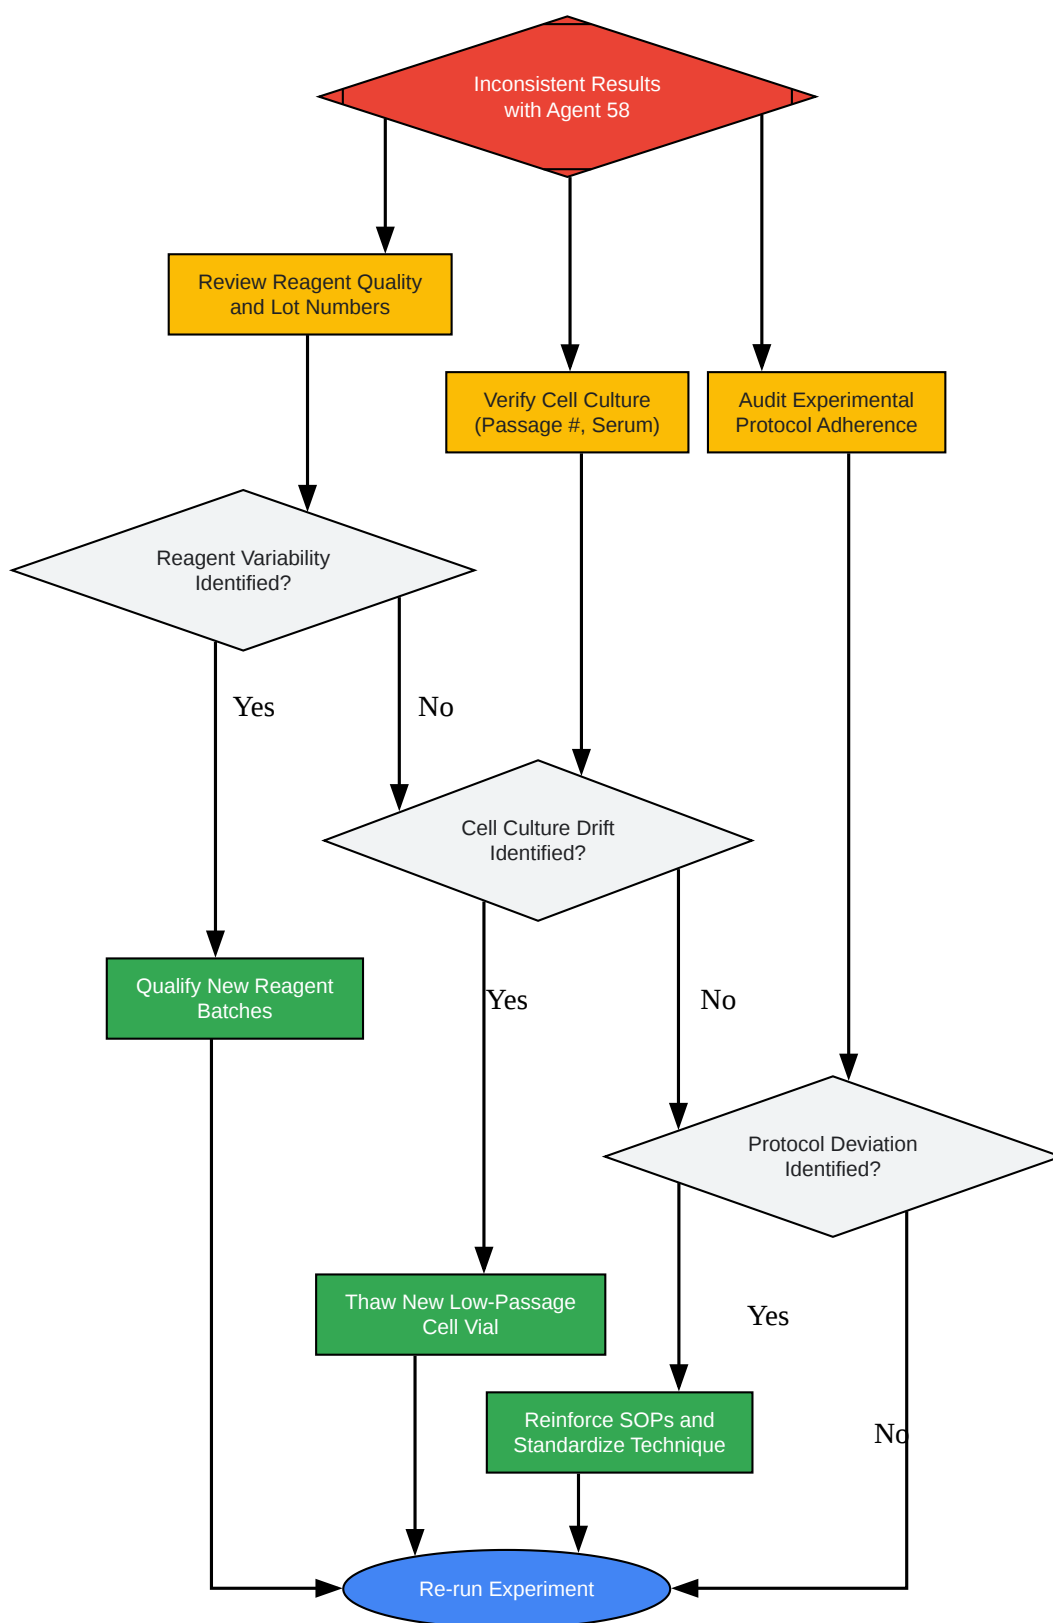 Inconsistent Results
with Agent 58
Review Reagent Quality
and Lot Numbers
Verify Cell Culture
(Passage #, Serum)
Audit Experimental
Protocol Adherence
Reagent Variability
Identified?
Yes
No
Cell Culture Drift
Identified?
Qualify New Reagent
Batches
Yes
No
Protocol Deviation
Identified?
Thaw New Low-Passage
Cell Vial
Yes
Reinforce SOPs and
Standardize Technique
No
Re-run Experiment